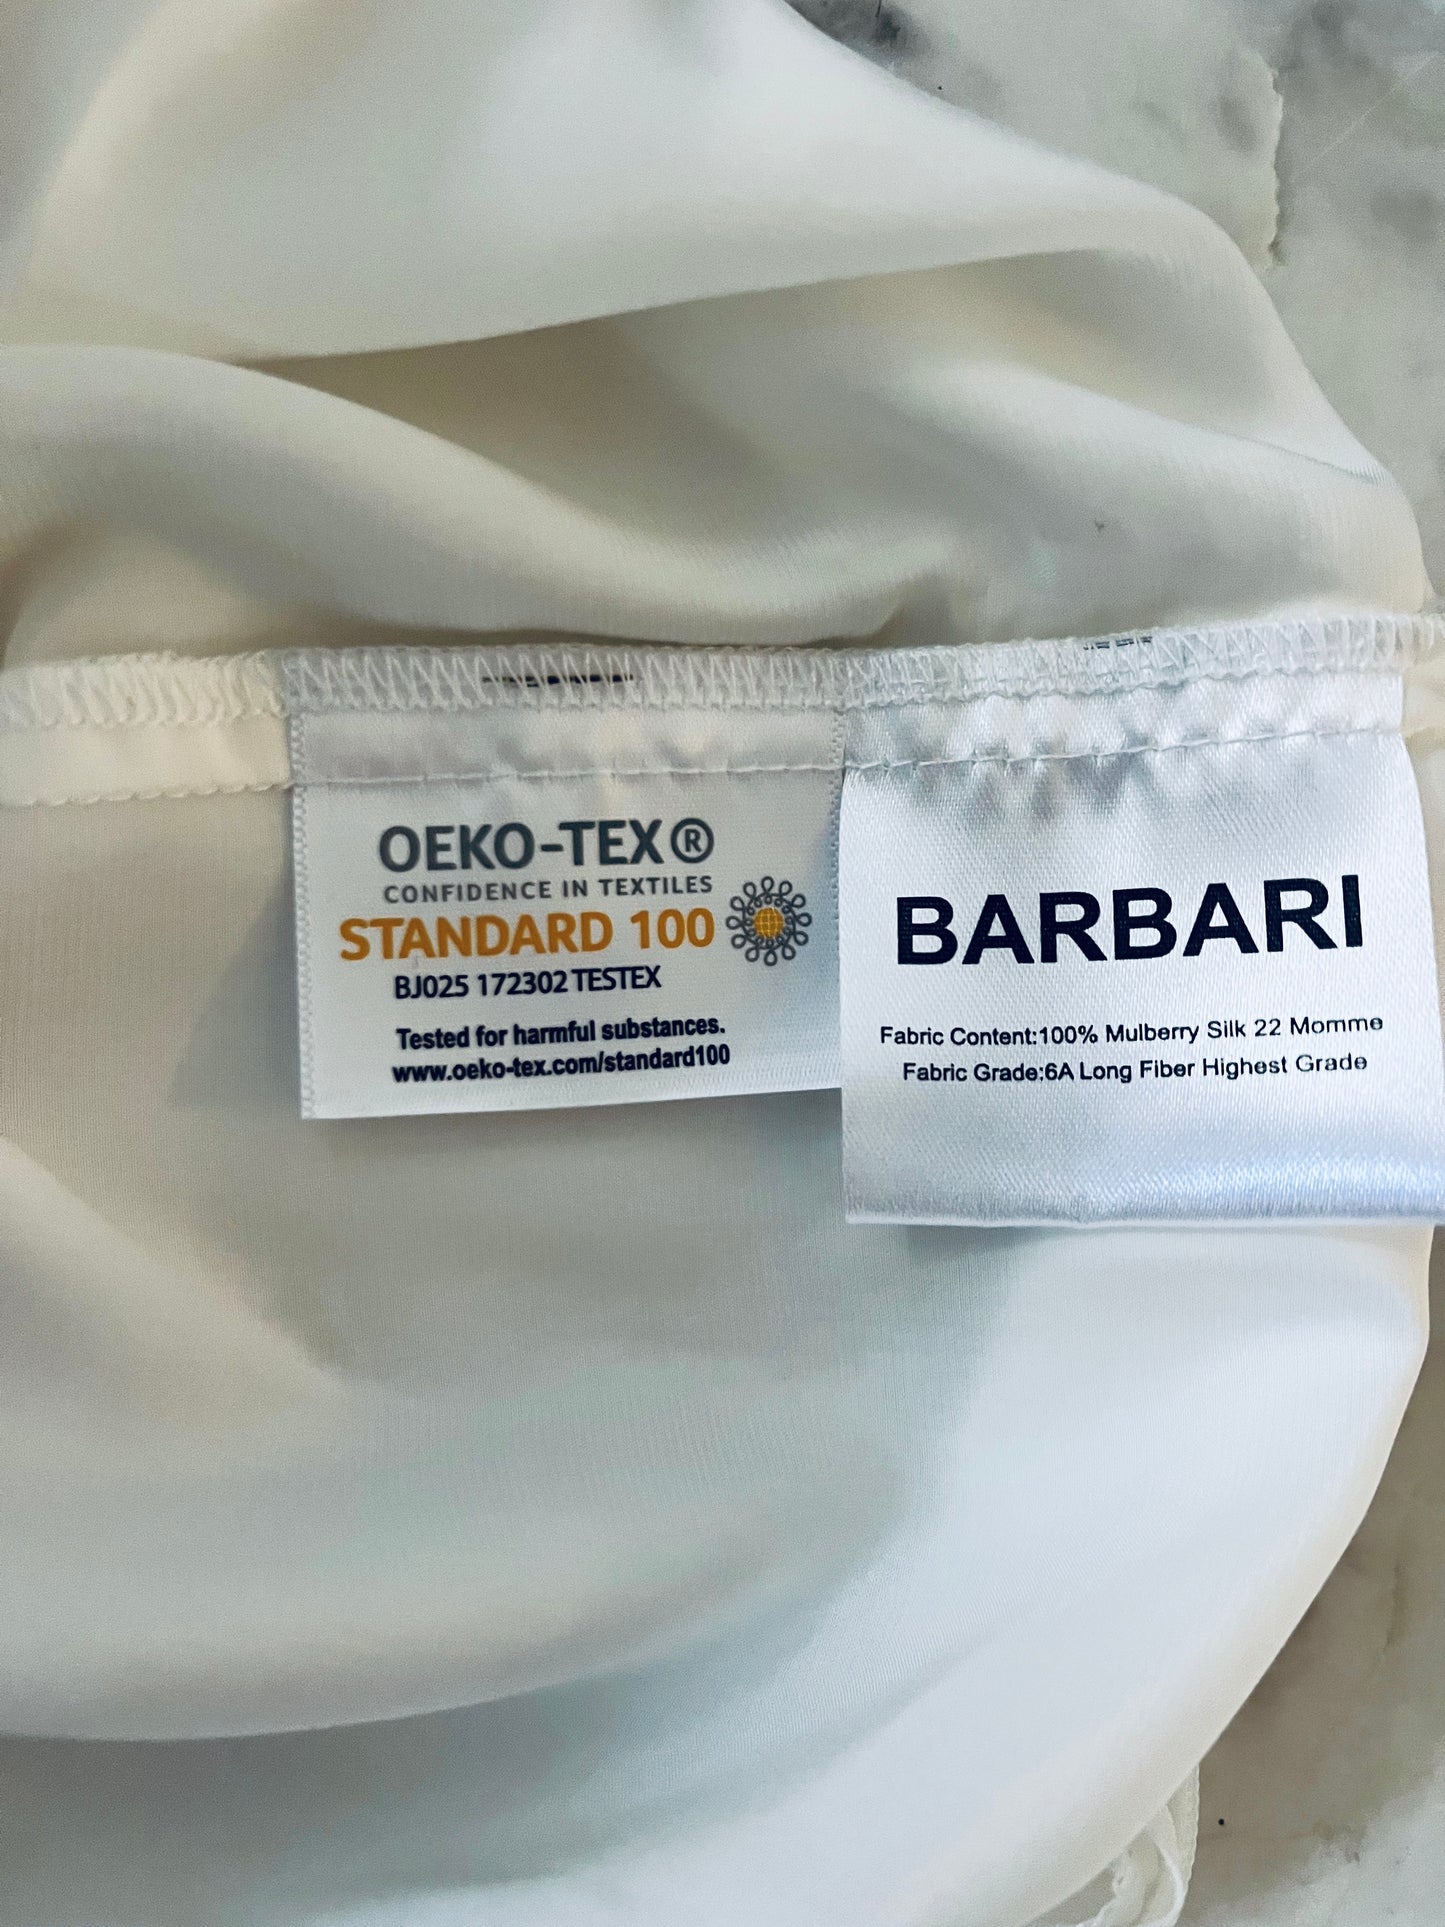 OEKO-TEX®
CONFIDENCE IN TEXTILES
STANDARD 100
BJ025 172302 TESTEX
Tested for harmful substances.
www.oeko-tex.com/standard100
BARBARI
Fabric Content:100% Mulberry Silk 22 Momme
Fabric Grade:6A Long Fiber Highest Grade